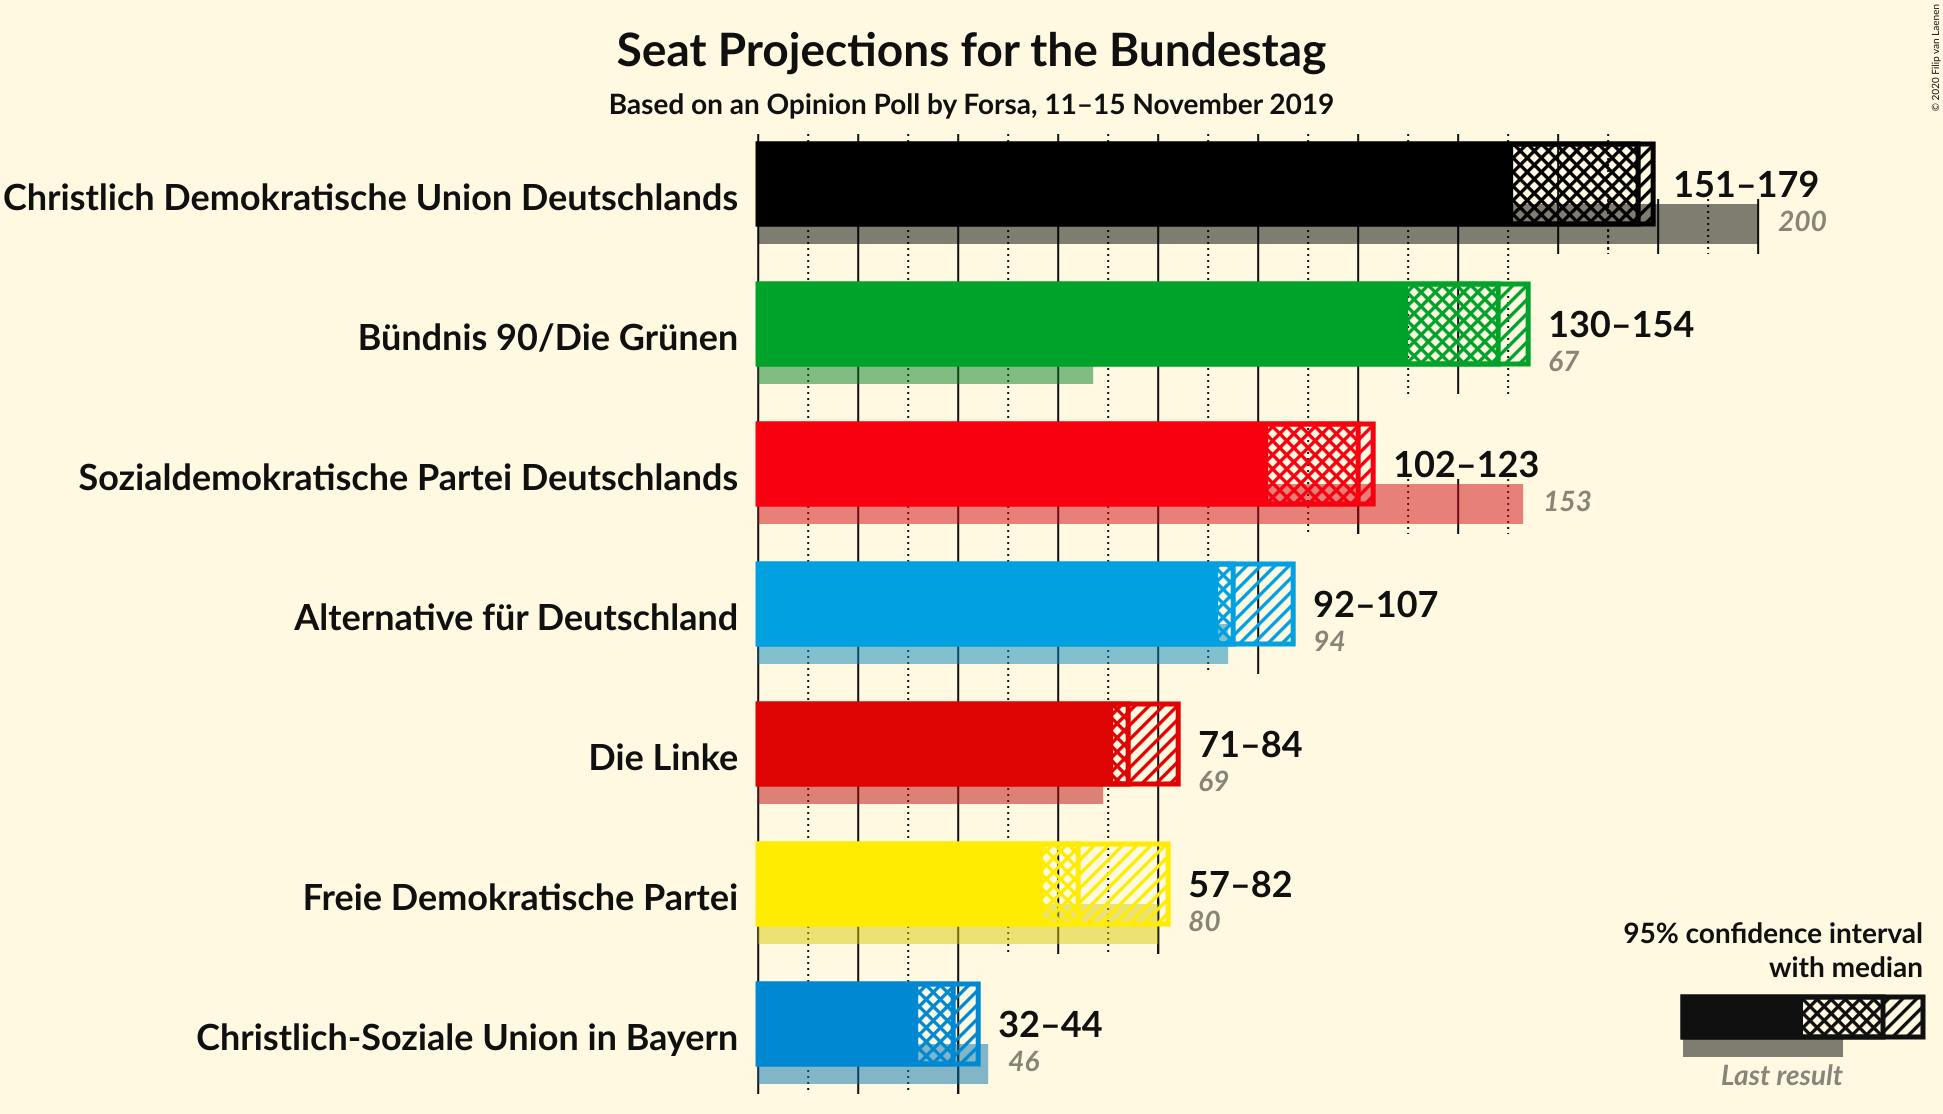 Seat Projections for the Bundestag
Based on an Opinion Poll by Forsa, 11–15 November 2019
© 2020 Filip van Laenen
Christlich Demokratische Union Deutschlands
151–179
200
Bündnis 90/Die Grünen
130–154
67
Sozialdemokratische Partei Deutschlands
102–123
153
Alternative für Deutschland
92–107
94
Die Linke
71–84
69
Freie Demokratische Partei
57–82
80
Christlich-Soziale Union in Bayern
32–44
46
95% confidence interval
with median
Last result